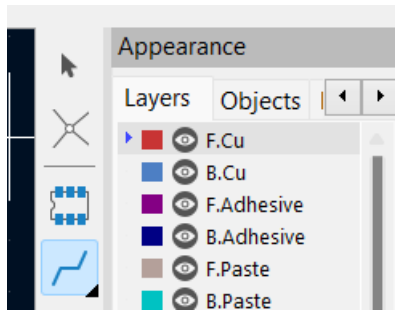 Appearance
Layers Objects
F.Cu
B.Cu
F.Adhesive
B.Adhesive
F.Paste
B.Paste